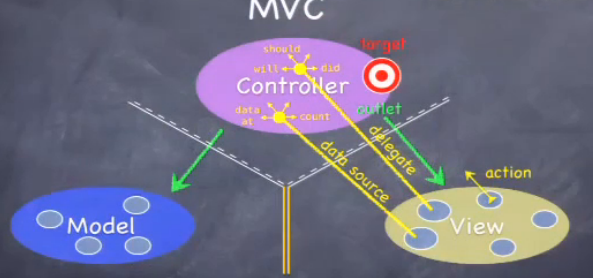 MVC
should
target
will
did
Controller
data
at
count
outlet
delegate
data source
action
Model
View